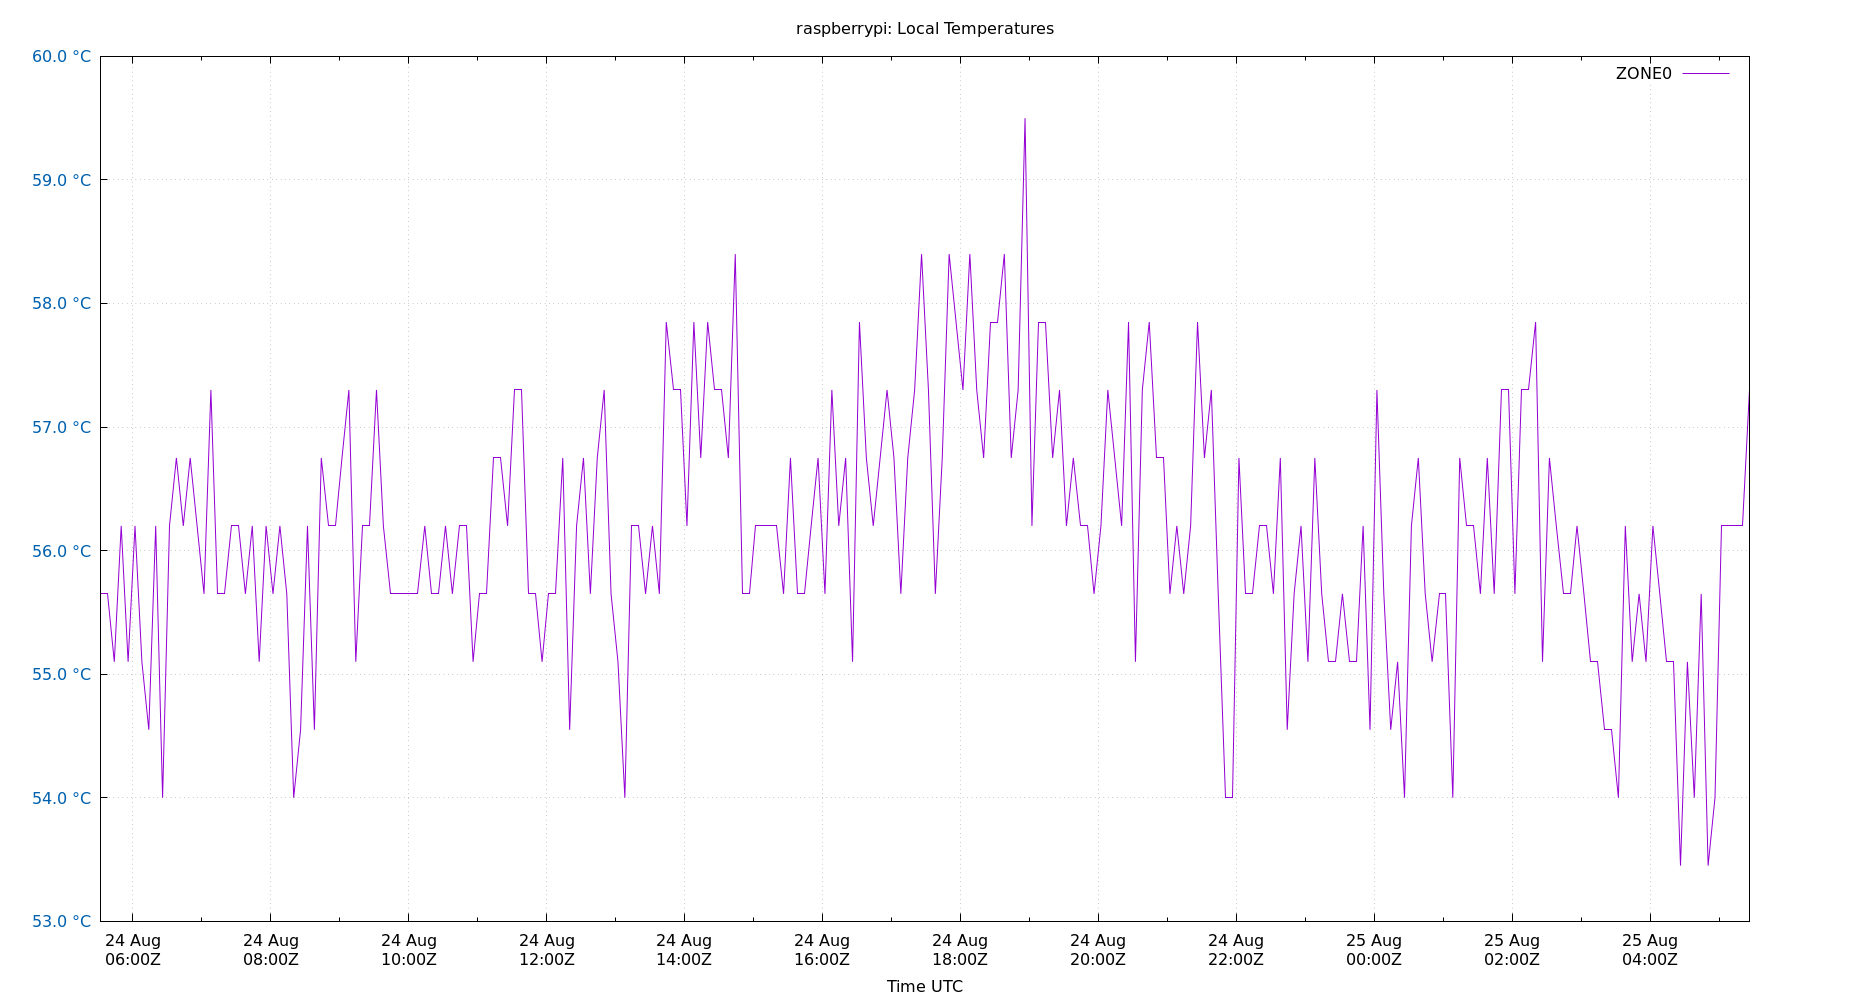 raspberrypi: Local Temperatures
60.0 °C
ZONE0
59.0 °C
58.0 °C
57.0 °C
56.0 °C
55.0 °C
54.0 °C
53.0 °C
24 Aug 24 Aug 24 Aug 24 Aug 24 Aug 24 Aug 24 Aug 24 Aug 24 Aug 25 Aug 25 Aug 25 Aug
06:00Z 08:00Z 10:00Z 12:00Z 14:00Z 16:00Z 18:00Z 20:00Z 22:00Z 00:00Z 02:00Z 04:00Z
Time UTC